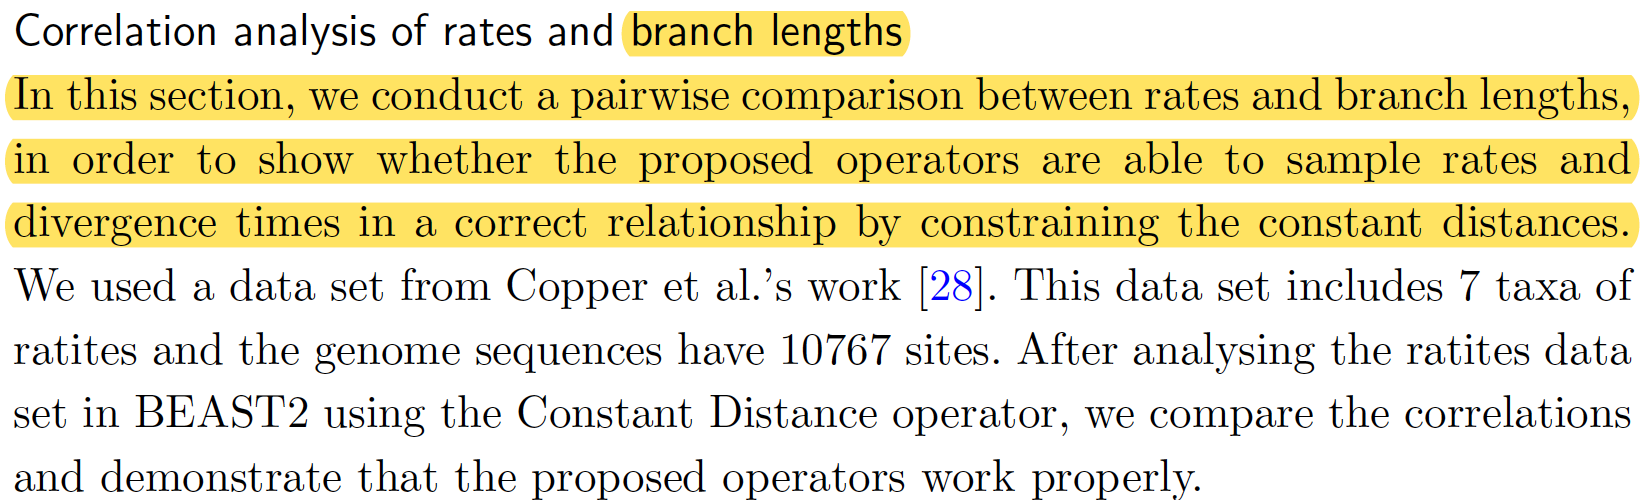 Correlation analysis of rates and branch lengths
In this section, we conduct a pairwise comparison between rates and branch lengths,
in order to show whether the proposed operators are able to sample rates and
divergence times in a correct relationship by constraining the constant distances.
We used a data set from Copper et al.’s work [28]. This data set includes 7 taxa of
ratites and the genome sequences have 10767 sites. After analysing the ratites data
set in BEAST2 using the Constant Distance operator, we compare the correlations
and demonstrate that the proposed operators work properly.